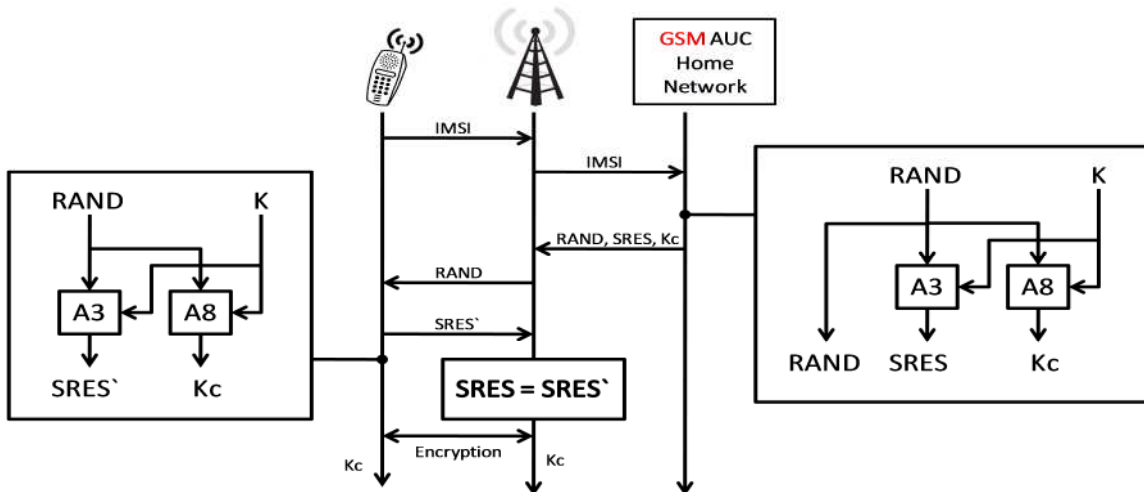 GSM AUC
Home
Network
IMSI
IMSI
RAND, SRES, Kc
RAND
SRES`
SRES = SRES`
Encryption
Kc
Kc
RAND K
A3 A8
SRES` Kc
RAND K
A3 A8
RAND SRES Kc